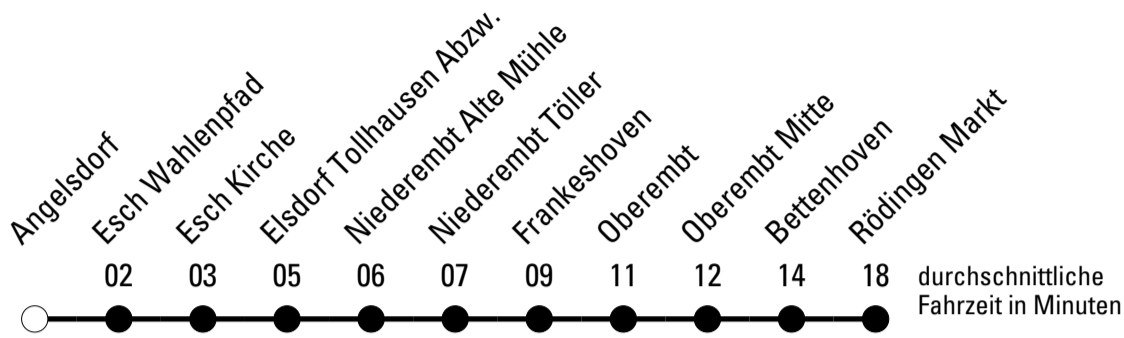 Angelsdorf
Esch Wahlenpfad
Esch Kirche
Elsdorf Tollhausen Abzw.
Niederembt Alte Mühle
Niederembt Töller
Frankeshoven
Oberembt
Oberembt Mitte
Bettenhoven
Rödingen Markt
02 03 05 06 07 09 11 12 14 18
durchschnittliche
Fahrzeit in Minuten